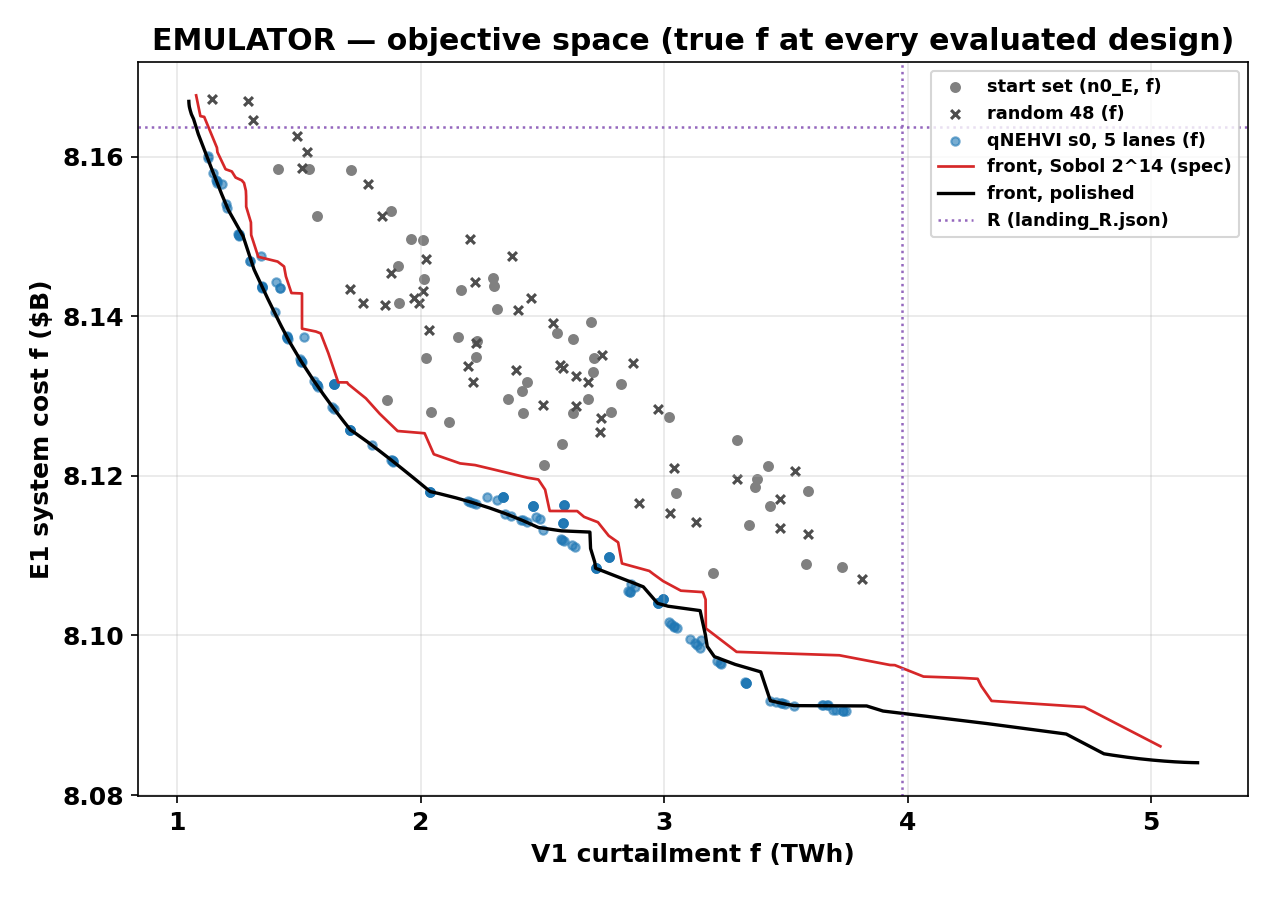 EMULATOR — objective space (true f at every evaluated design)
start set (n0_E, f)
random 48 (f)
qNEHVI s0, 5 lanes (f)
front, Sobol 2^14 (spec)
front, polished
R (landing_R.json)
E1 system cost f ($B)
8.16
8.14
8.12
8.10
8.08
1 2 3 4 5
V1 curtailment f (TWh)